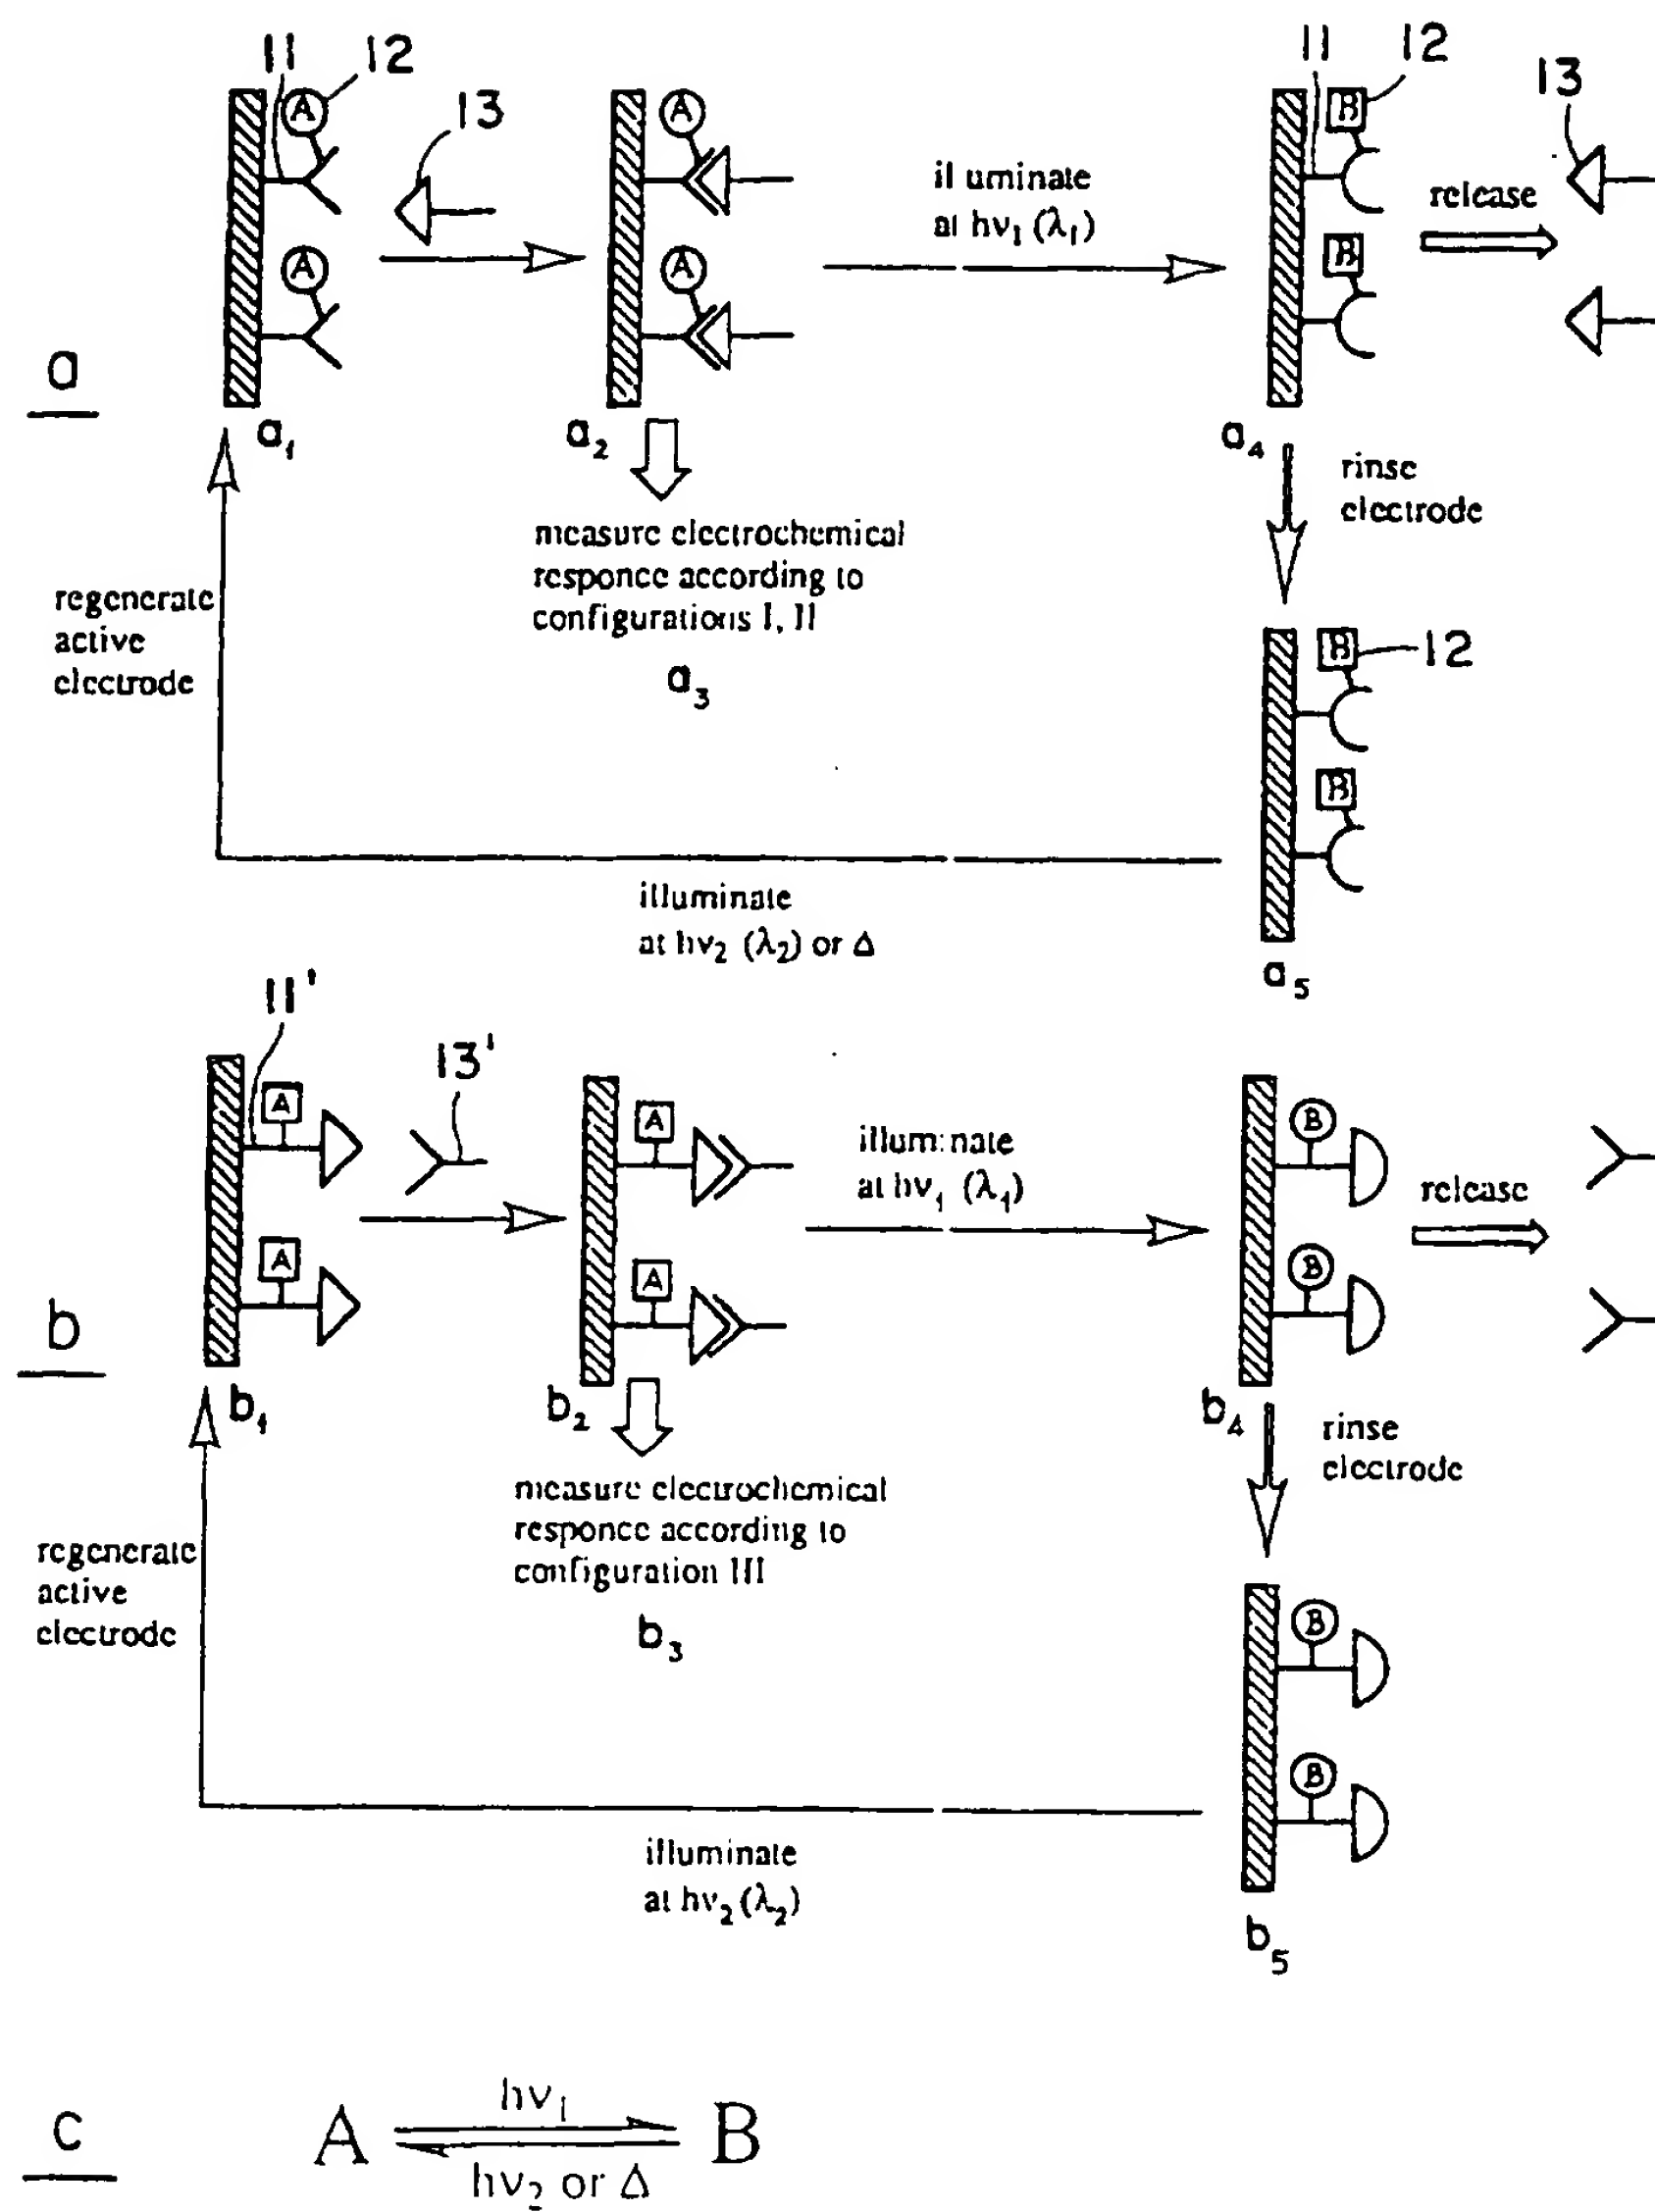 11
12
13
A
A
A
A
11
12
13
B
B
il uminate
at hν₁ (λ₁)
release
a
a₁
a₂
a₄
rinse
electrode
measure electrochemical
responce according to
configurations I, II
a₃
regenerate
active
electrode
B
12
B
illuminate
at hν₂ (λ₂) or Δ
a₅
11'
13'
A
A
A
A
illum:nate
at hν₁ (λ₁)
B
B
release
b
b₁
b₂
b₄
rinse
electrode
measure electrochemical
responce according to
configuration III
b₃
regenerate
active
electrode
B
B
illuminate
at hν₂ (λ₂)
b₅
c
hν₁
A ⇌ B
hν₂ or Δ